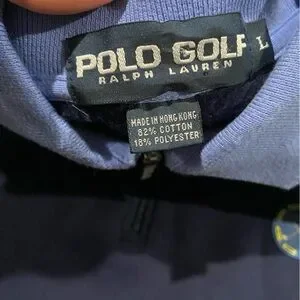 POLO GOLF
RALPH LAUREN
L
MADE IN HONG KONG
82% COTTON
18% POLYESTER